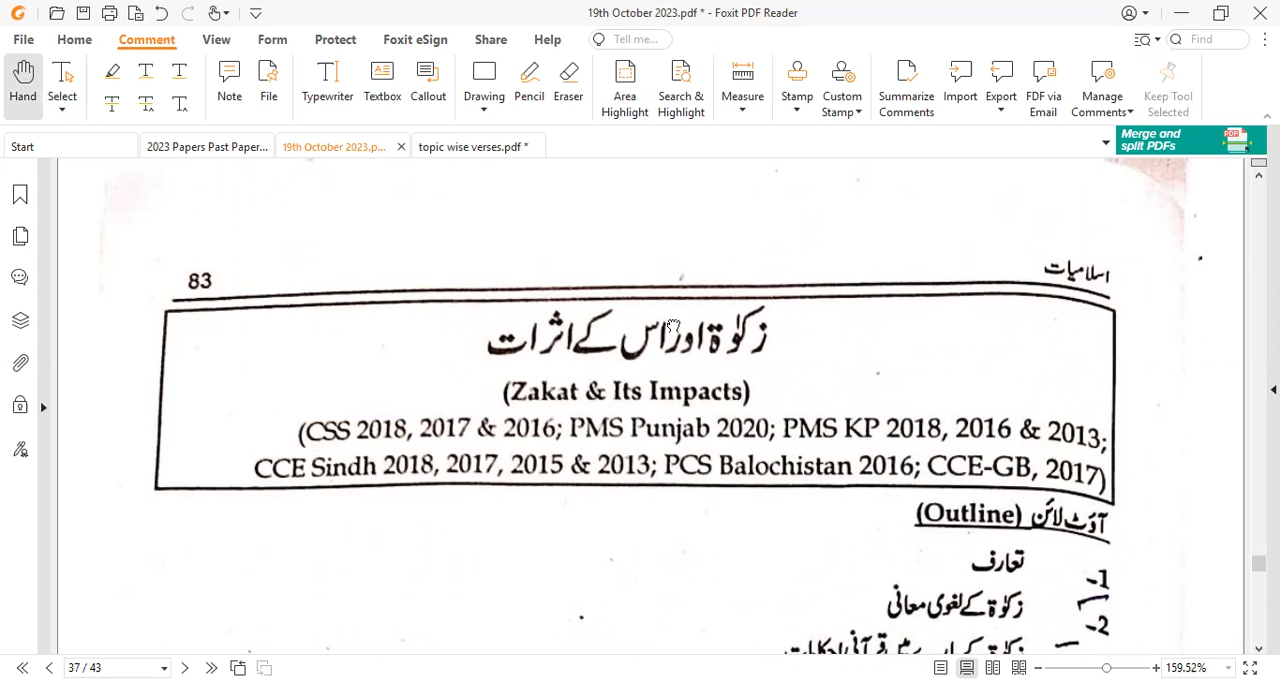 19th October 2023.pdf * - Foxit PDF Reader
File Home Comment View Form Protect Foxit eSign Share Help Tell me... Find
Hand Select Note File Typewriter Textbox Callout Drawing Pencil Eraser Area Highlight Search & Highlight Measure Stamp Custom Stamp Summarize Comments Import Export FDF via Email Manage Comments Keep Tool Selected
Start 2023 Papers Past Paper... 19th October 2023.p... topic wise verses.pdf * Merge and split PDFs PDF
83 اسلامیات
زکوٰۃ اور اس کے اثرات
(Zakat & Its Impacts)
(CSS 2018, 2017 & 2016; PMS Punjab 2020; PMS KP 2018, 2016 & 2013;
CCE Sindh 2018, 2017, 2015 & 2013; PCS Balochistan 2016; CCE-GB, 2017)
آؤٹ لائن (Outline)
1- تعارف
2- زکوٰۃ کے لغوی معانی
37 / 43 159.52%